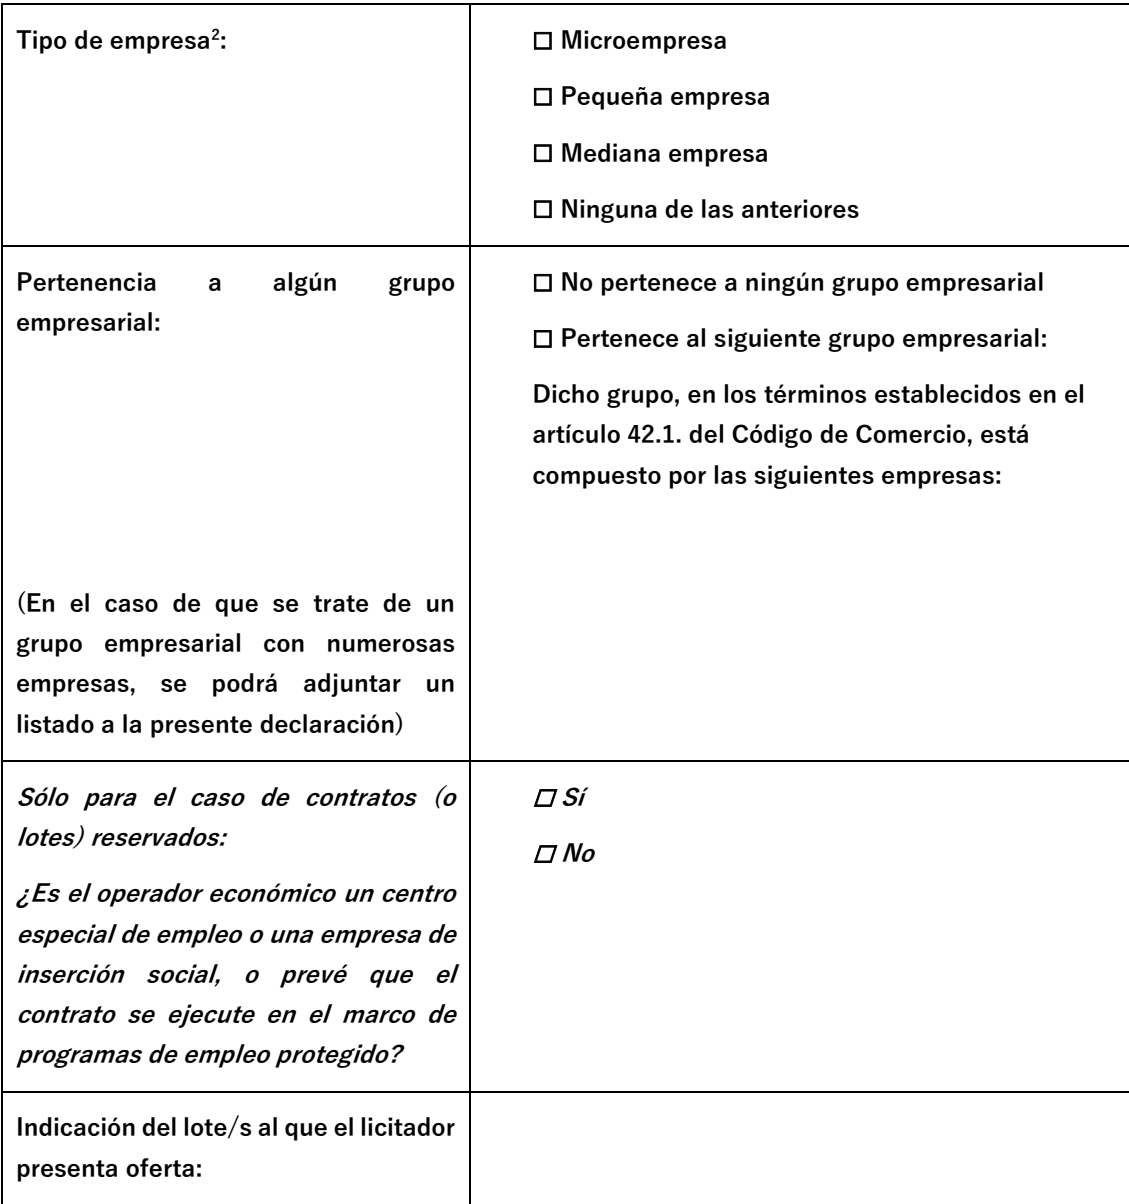 Tipo de empresa²:
☐ Microempresa
☐ Pequeña empresa
☐ Mediana empresa
☐ Ninguna de las anteriores
Pertenencia a algún grupo
empresarial:
(En el caso de que se trate de un
grupo empresarial con numerosas
empresas, se podrá adjuntar un
listado a la presente declaración)
☐ No pertenece a ningún grupo empresarial
☐ Pertenece al siguiente grupo empresarial:
Dicho grupo, en los términos establecidos en el
artículo 42.1. del Código de Comercio, está
compuesto por las siguientes empresas:
Sólo para el caso de contratos (o
lotes) reservados:
¿Es el operador económico un centro
especial de empleo o una empresa de
inserción social, o prevé que el
contrato se ejecute en el marco de
programas de empleo protegido?
☐ Sí
☐ No
Indicación del lote/s al que el licitador
presenta oferta: